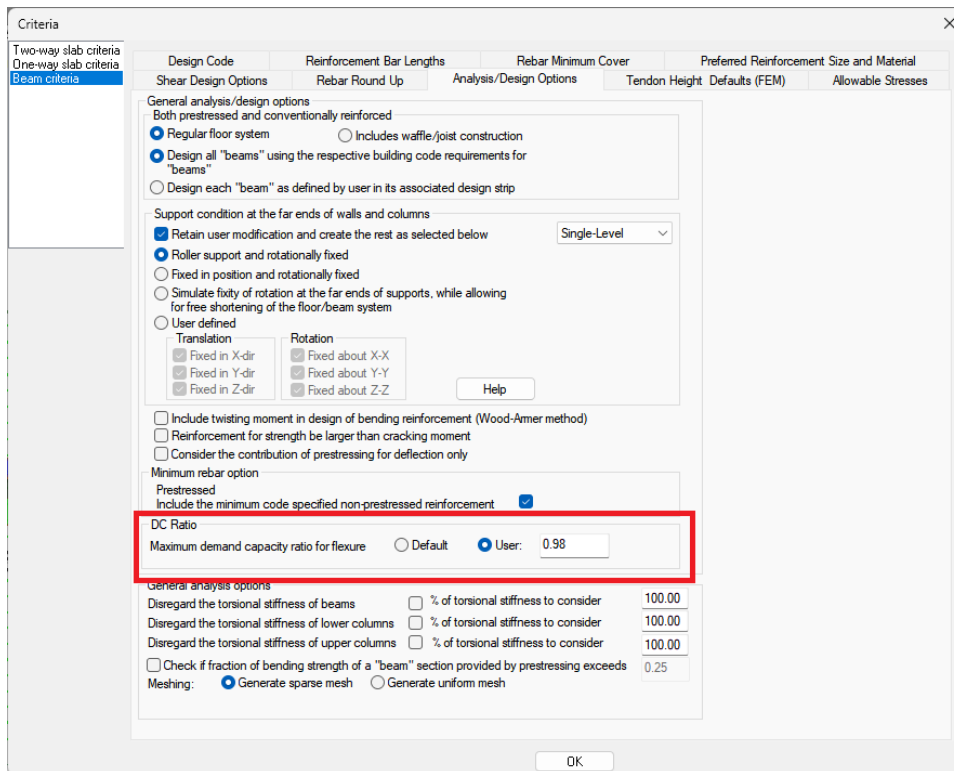 Criteria
Two-way slab criteria
One-way slab criteria
Beam criteria
Design Code
Reinforcement Bar Lengths
Rebar Minimum Cover
Preferred Reinforcement Size and Material
Shear Design Options
Rebar Round Up
Analysis/Design Options
Tendon Height Defaults (FEM)
Allowable Stresses
General analysis/design options
Both prestressed and conventionally reinforced
Regular floor system
Includes waffle/joist construction
Design all "beams" using the respective building code requirements for
"beams"
Design each "beam" as defined by user in its associated design strip
Support condition at the far ends of walls and columns
Retain user modification and create the rest as selected below
Single-Level
Roller support and rotationally fixed
Fixed in position and rotationally fixed
Simulate fixity of rotation at the far ends of supports, while allowing
for free shortening of the floor/beam system
User defined
Translation
Rotation
Fixed in X-dir
Fixed about X-X
Fixed in Y-dir
Fixed about Y-Y
Fixed in Z-dir
Fixed about Z-Z
Help
Include twisting moment in design of bending reinforcement (Wood-Armer method)
Reinforcement for strength be larger than cracking moment
Consider the contribution of prestressing for deflection only
Minimum rebar option
Prestressed
Include the minimum code specified non-prestressed reinforcement
DC Ratio
Maximum demand capacity ratio for flexure
Default
User:
0.98
General analysis options
Disregard the torsional stiffness of beams
% of torsional stiffness to consider
100.00
Disregard the torsional stiffness of lower columns
% of torsional stiffness to consider
100.00
Disregard the torsional stiffness of upper columns
% of torsional stiffness to consider
100.00
Check if fraction of bending strength of a "beam" section provided by prestressing exceeds
0.25
Meshing:
Generate sparse mesh
Generate uniform mesh
OK